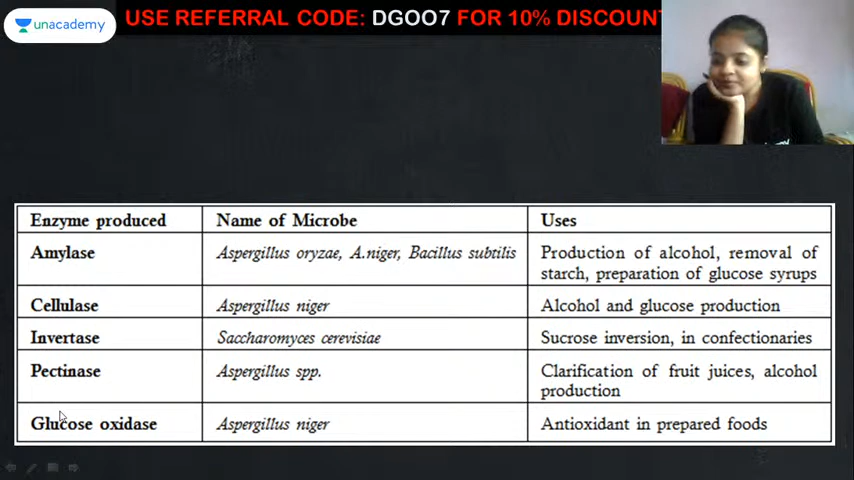 unacademy
USE REFERRAL CODE: DGOO7 FOR 10% DISCOUNT
Enzyme produced Name of Microbe Uses
Amylase Aspergillus oryzae, A.niger, Bacillus subtilis Production of alcohol, removal of
starch, preparation of glucose syrups
Cellulase Aspergillus niger Alcohol and glucose production
Invertase Saccharomyces cerevisiae Sucrose inversion, in confectionaries
Pectinase Aspergillus spp. Clarification of fruit juices, alcohol
production
Glucose oxidase Aspergillus niger Antioxidant in prepared foods